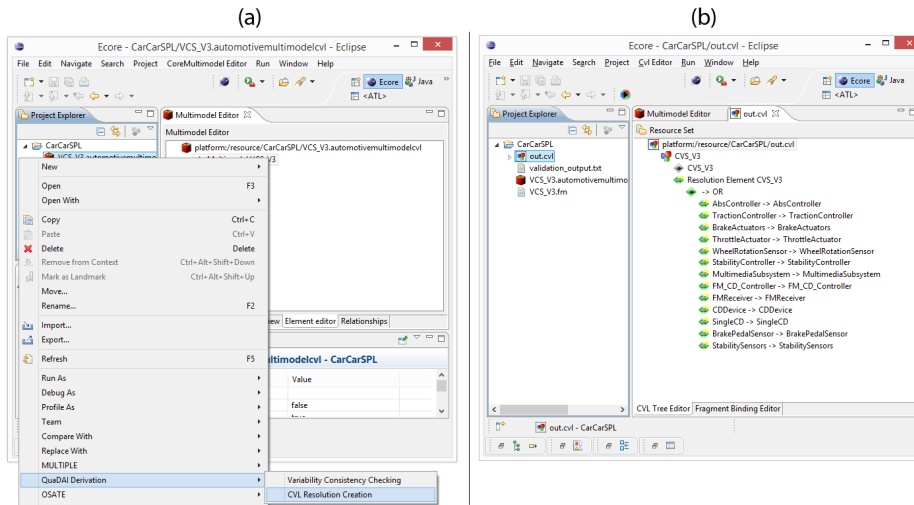 (a)
Ecore - CarCarSPL/VCS_V3.automotivemultimodelcvl - Eclipse
File Edit Navigate Search Project CoreMultimodel Editor Run Window Help
Ecore Java »
<ATL>
Project Explorer
Multimodel Editor
Multimodel Editor
CarCarSPL
VCS_V3.automotivemultimo
platform:/resource/CarCarSPL/VCS_V3.automotivemultimodelcvl
New
Open F3
Open With
Copy Ctrl+C
Paste Ctrl+V
Delete Delete
Remove from Context Ctrl+Alt+Shift+Down
Mark as Landmark Ctrl+Alt+Shift+Up
Move...
Rename... F2
Import...
Export...
Refresh F5
Run As
Debug As
Profile As
Team
Compare With
Replace With
MULTIPLE
QuaDAI Derivation
OSATE
ew Element editor Relationships
ltimodelcvl - CarCarSPL
Value
false
Variability Consistency Checking
CVL Resolution Creation
(b)
Ecore - CarCarSPL/out.cvl - Eclipse
File Edit Navigate Search Project Cvl Editor Run Window Help
Ecore Java
<ATL>
Project Explorer
Multimodel Editor out.cvl
CarCarSPL
out.cvl
validation_output.txt
VCS_V3.automotivemultimo
VCS_V3.fm
Resource Set
platform:/resource/CarCarSPL/out.cvl
CVS_V3
CVS_V3
Resolution Element CVS_V3
-> OR
AbsController -> AbsController
TractionController -> TractionController
BrakeActuators -> BrakeActuators
ThrottleActuator -> ThrottleActuator
WheelRotationSensor -> WheelRotationSensor
StabilityController -> StabilityController
MultimediaSubsystem -> MultimediaSubsystem
FM_CD_Controller -> FM_CD_Controller
FMReceiver -> FMReceiver
CDDevice -> CDDevice
SingleCD -> SingleCD
BrakePedalSensor -> BrakePedalSensor
StabilitySensors -> StabilitySensors
CVL Tree Editor Fragment Binding Editor
out.cvl - CarCarSPL